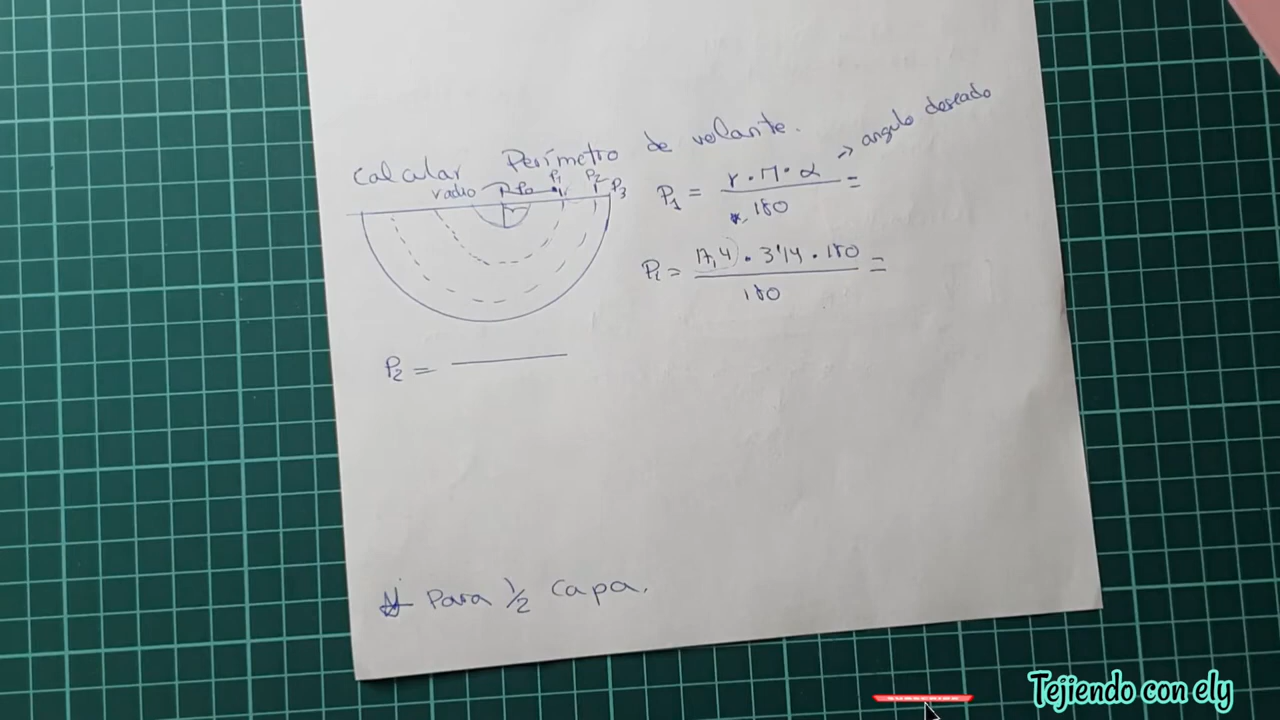 Calcular Perímetro de volante.
radio P0 P1 P2 P3
P1 = r · π · α =
180
-> angulo deseado
P1 = 17,4) · 3'14 · 180 =
180
P2 =
Para 1/2 capa.
Tejiendo con ely